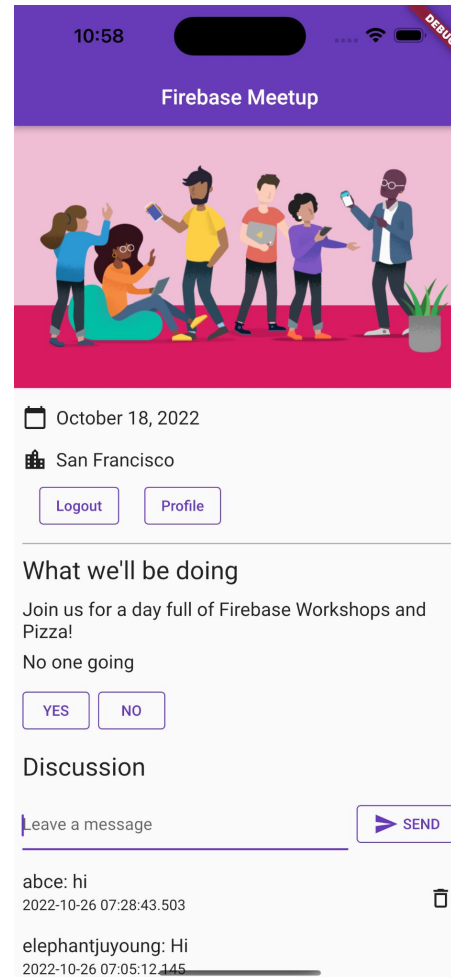 10:58
DEBUG
Firebase Meetup
October 18, 2022
San Francisco
Logout Profile
What we'll be doing
Join us for a day full of Firebase Workshops and
Pizza!
No one going
YES NO
Discussion
Leave a message SEND
abce: hi
2022-10-26 07:28:43.503
elephantjuyoung: Hi
2022-10-26 07:05:12.145